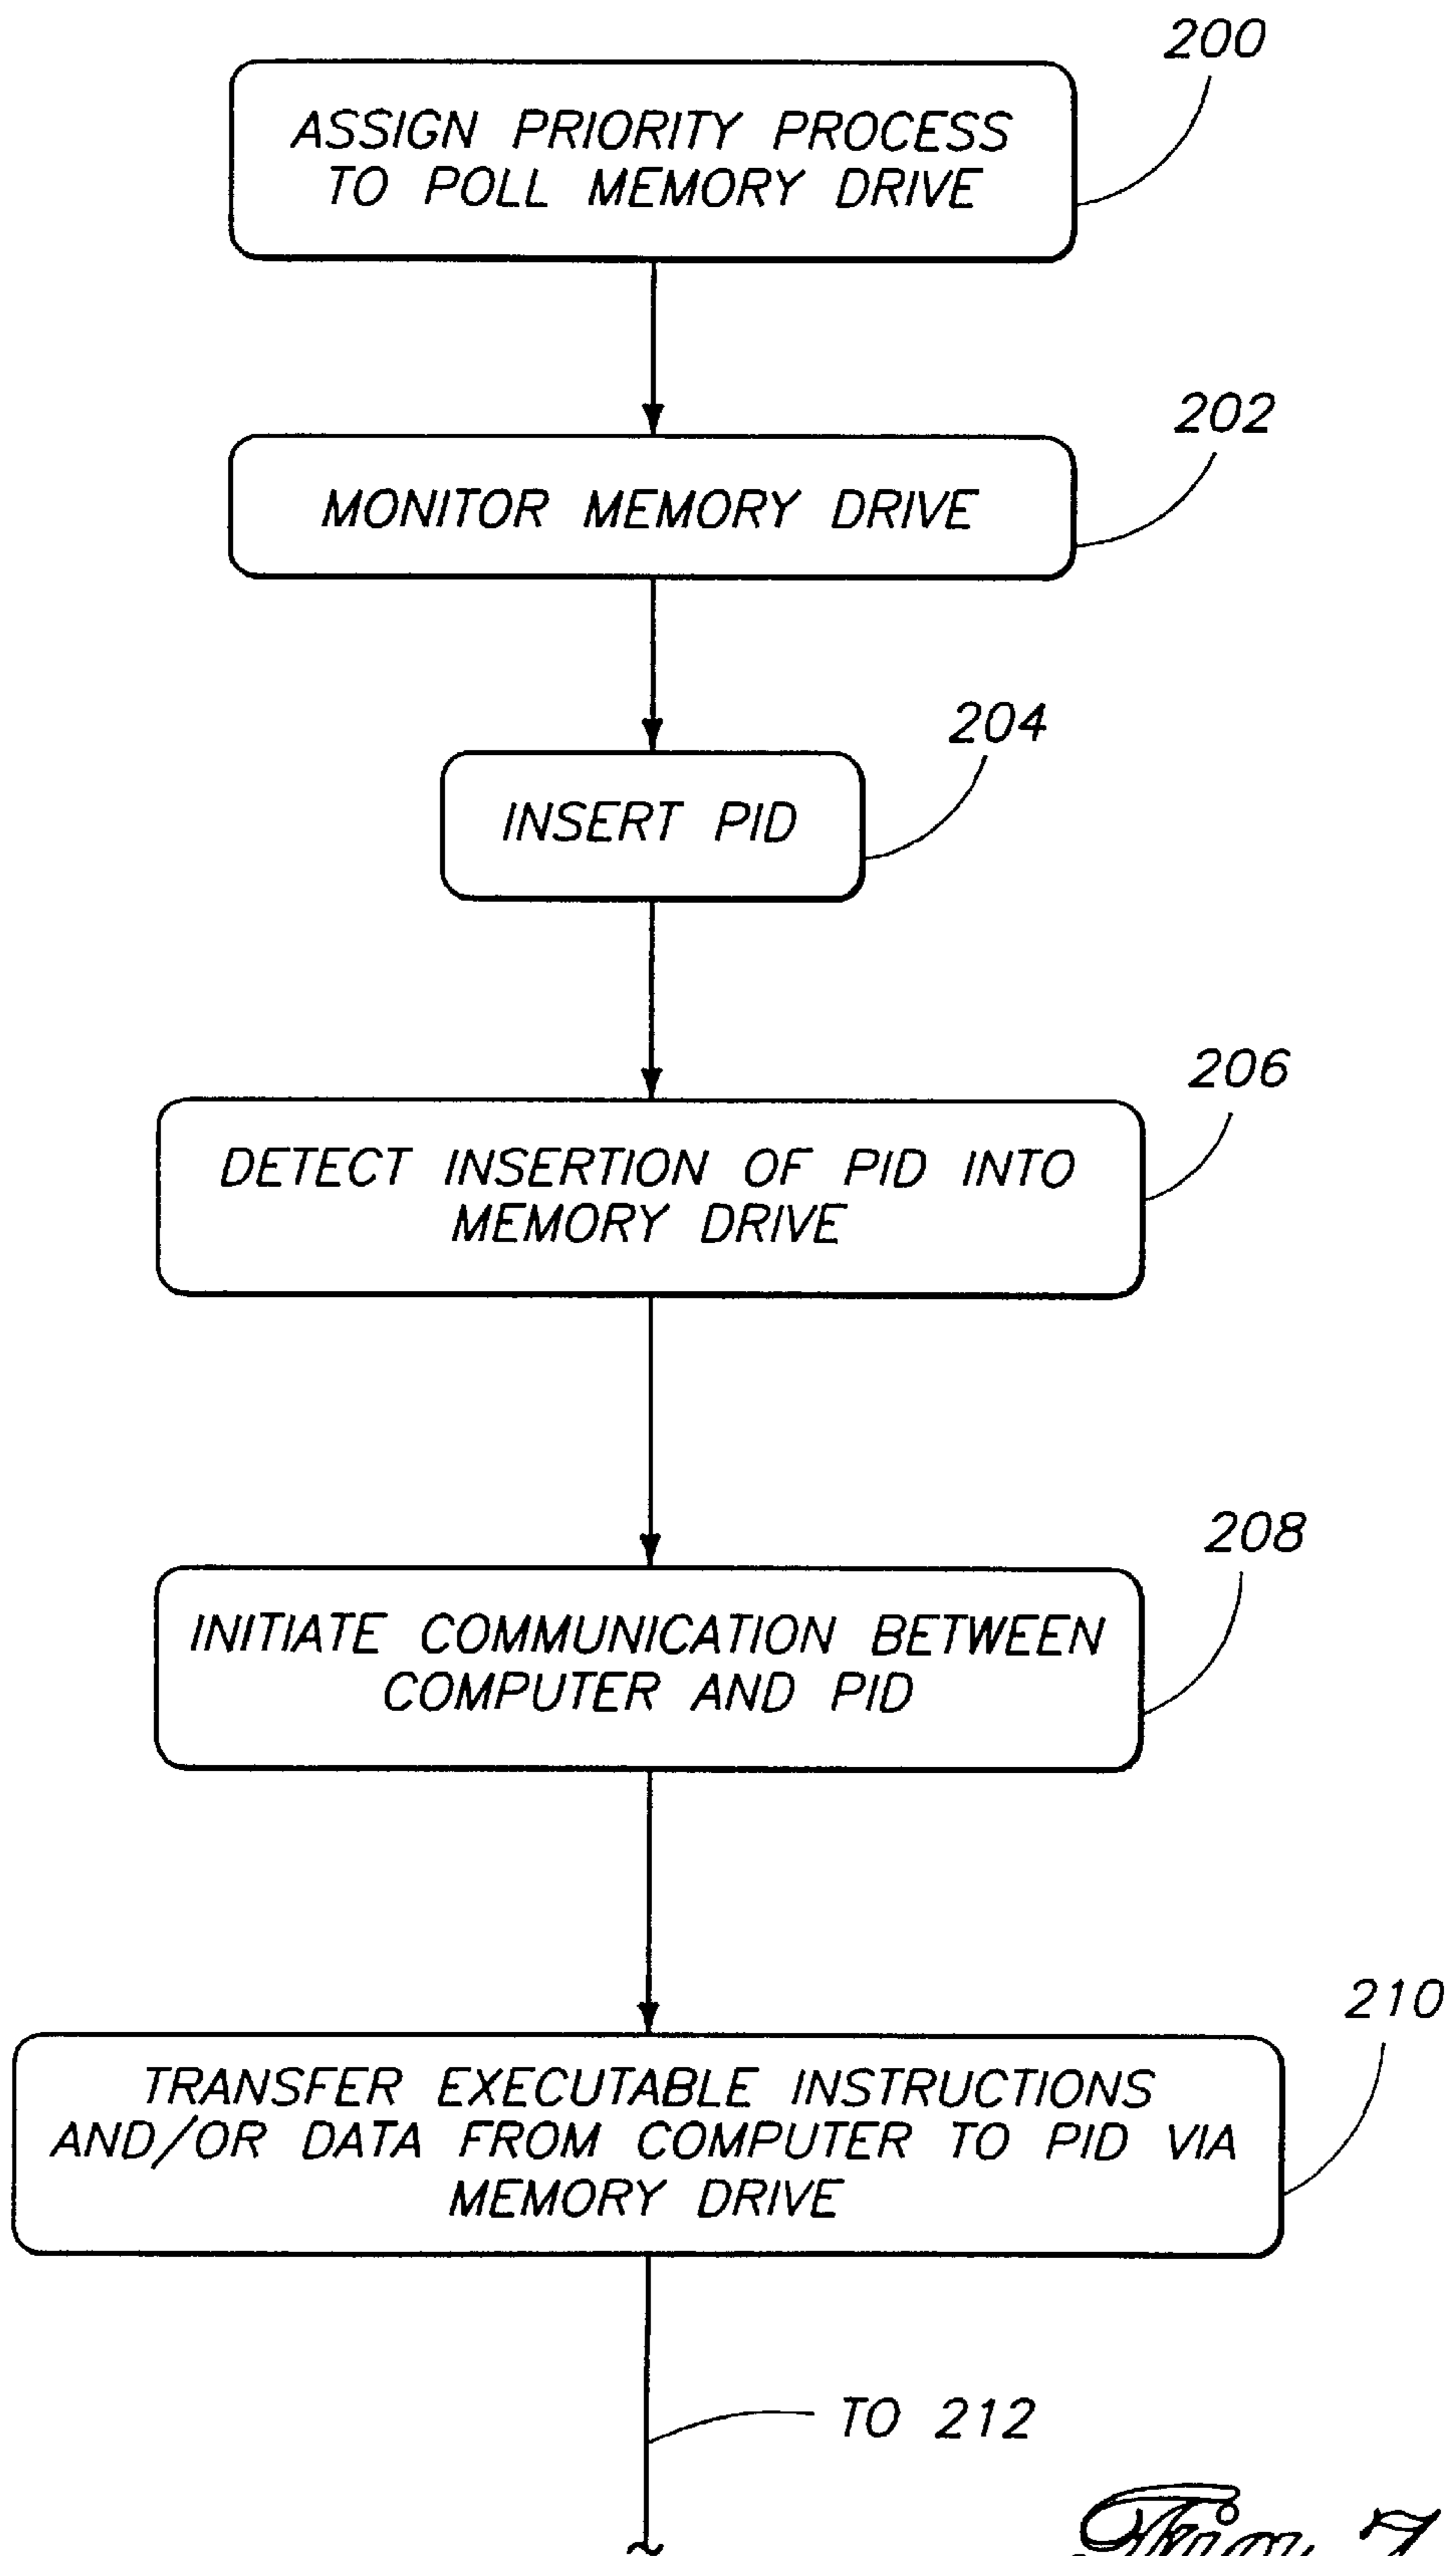 200
ASSIGN PRIORITY PROCESS
TO POLL MEMORY DRIVE
202
MONITOR MEMORY DRIVE
204
INSERT PID
206
DETECT INSERTION OF PID INTO
MEMORY DRIVE
208
INITIATE COMMUNICATION BETWEEN
COMPUTER AND PID
210
TRANSFER EXECUTABLE INSTRUCTIONS
AND/OR DATA FROM COMPUTER TO PID VIA
MEMORY DRIVE
TO 212